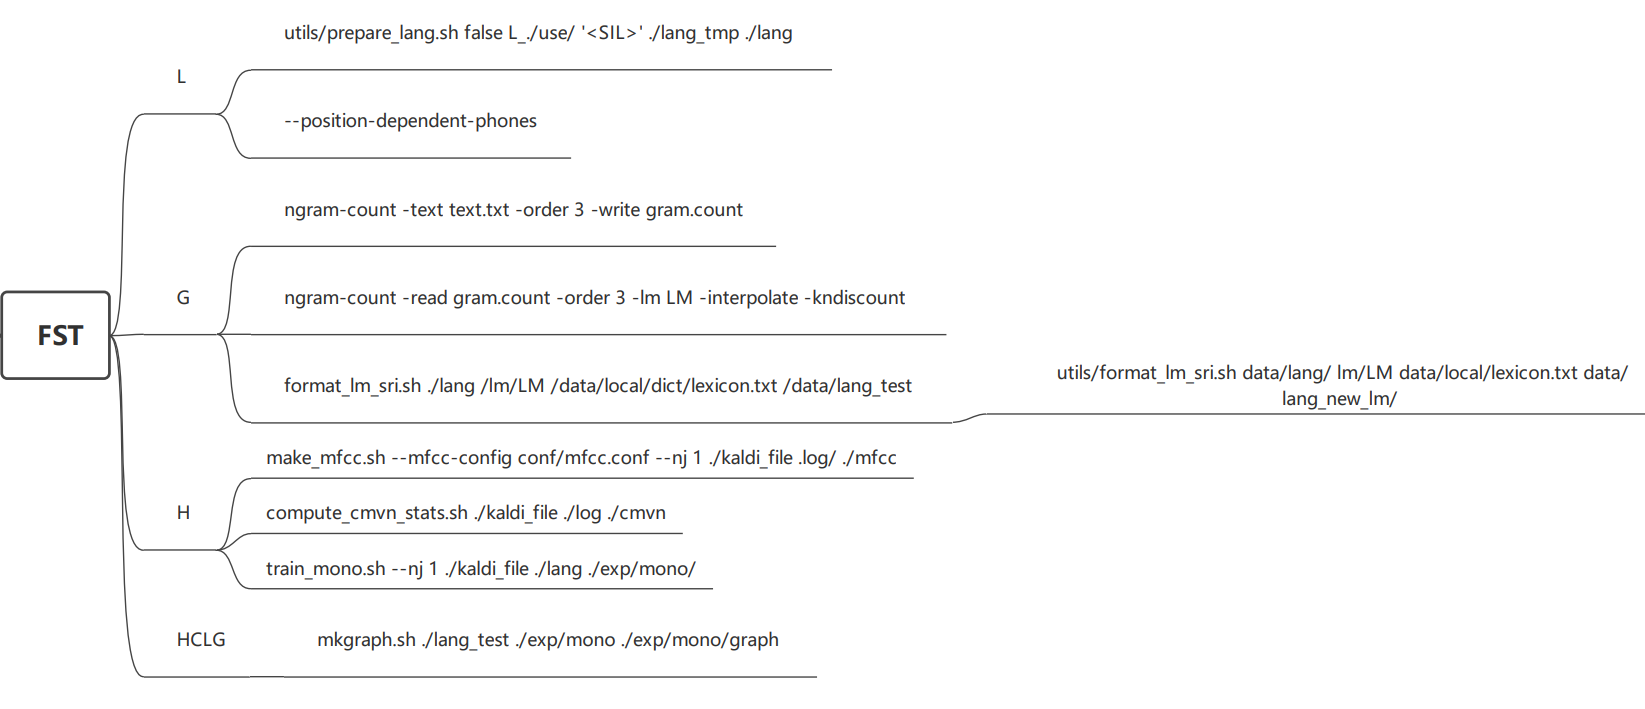 FST
L
utils/prepare_lang.sh false L_./use/ '<SIL>' ./lang_tmp ./lang
--position-dependent-phones
G
ngram-count -text text.txt -order 3 -write gram.count
ngram-count -read gram.count -order 3 -lm LM -interpolate -kndiscount
format_lm_sri.sh ./lang /lm/LM /data/local/dict/lexicon.txt /data/lang_test
utils/format_lm_sri.sh data/lang/ lm/LM data/local/lexicon.txt data/
lang_new_lm/
H
make_mfcc.sh --mfcc-config conf/mfcc.conf --nj 1 ./kaldi_file .log/ ./mfcc
compute_cmvn_stats.sh ./kaldi_file ./log ./cmvn
train_mono.sh --nj 1 ./kaldi_file ./lang ./exp/mono/
HCLG
mkgraph.sh ./lang_test ./exp/mono ./exp/mono/graph